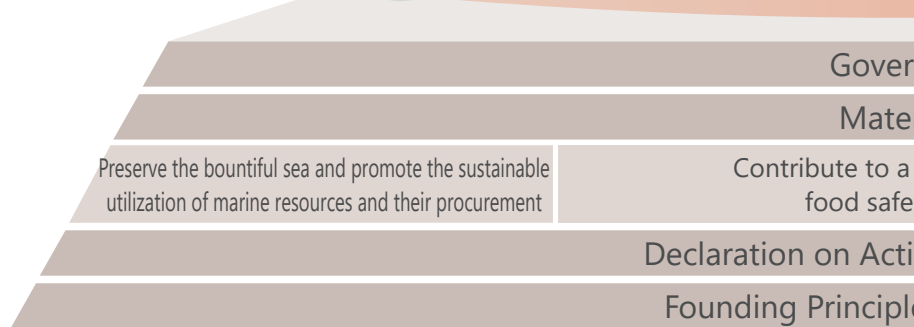 Gover
Mate
Preserve the bountiful sea and promote the sustainable
utilization of marine resources and their procurement
Contribute to a
food safe
Declaration on Acti
Founding Principl